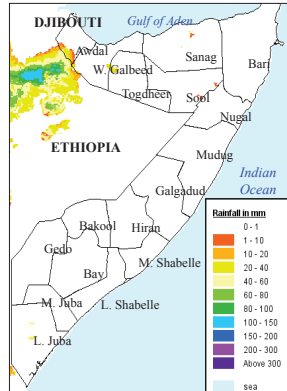 DJIBOUTI
Gulf of Aden
Awdal
Sanag
Bari
W. Galbeed
Togdheer
Sool
Nugal
ETHIOPIA
Mudug
Indian
Ocean
Galgadud
Bakool
Hiran
Gedo
Bay
M. Shabelle
M. Juba
L. Shabelle
L. Juba
Rainfall in mm
0 - 1
1 - 10
10 - 20
20 - 40
40 - 60
60 - 80
80 - 100
100 - 150
150 - 200
200 - 300
Above 300
sea